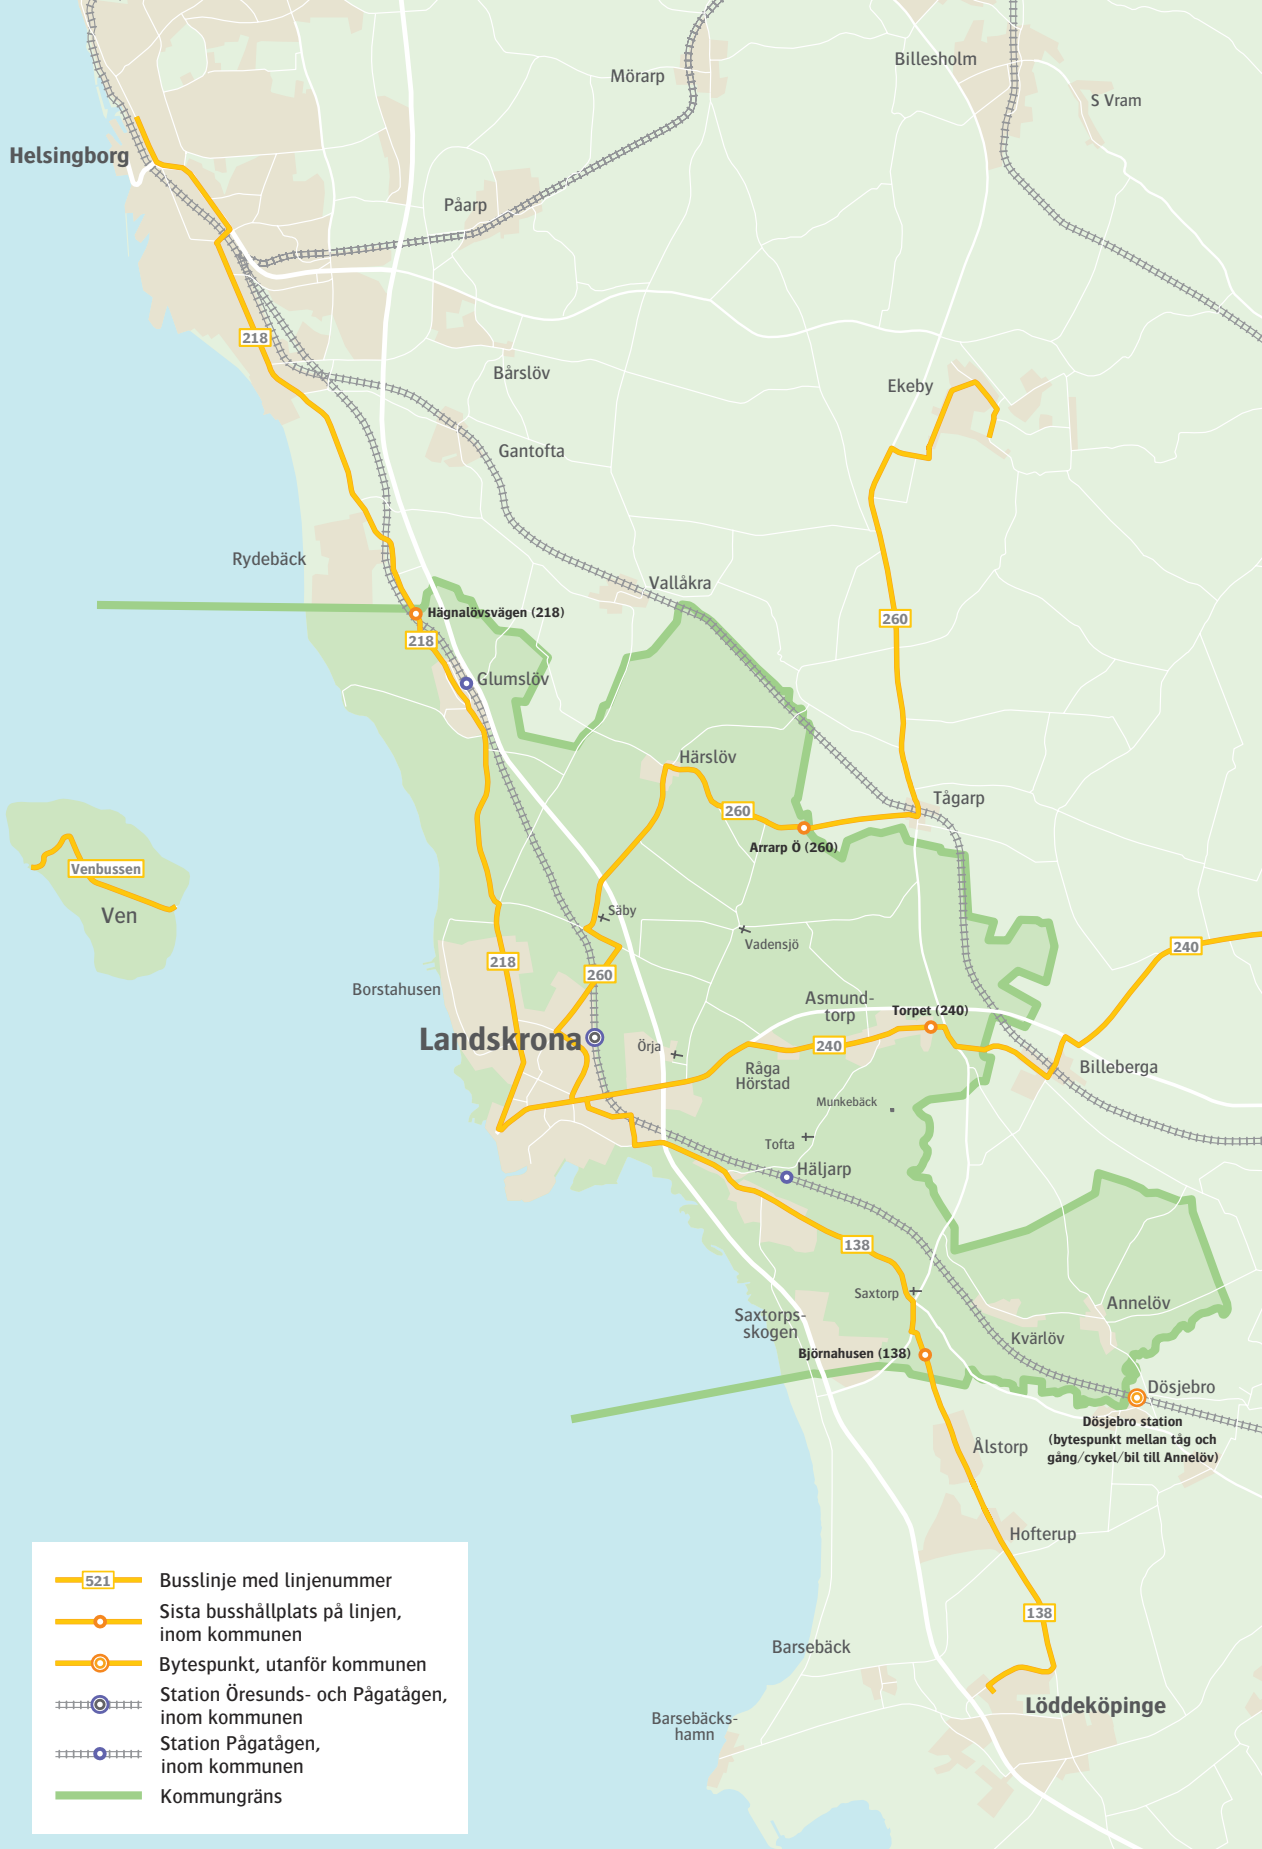 Billesholm
Mörarp
S Vram
Helsingborg
Påarp
218
Bårslöv
Ekeby
Gantofta
Rydebäck
Vallåkra
Hägnalövsvägen (218)
260
218
Glumslöv
Härslöv
Tågarp
260
Arrarp Ö (260)
Venbussen
Ven
Säby
Vadensjö
240
218
260
Borstahusen
Asmund-
torp
Torpet (240)
Landskrona
Örja
240
Råga
Hörstad
Billeberga
Munkebäck
Tofta
Häljarp
138
Saxtorp
Annelöv
Saxtorps-
skogen
Kvärlöv
Björnahusen (138)
Dösjebro
Dösjebro station
(bytespunkt mellan tåg och
gång/cykel/bil till Annelöv)
Ålstorp
Hofterup
138
Barsebäck
Löddeköpinge
Barsebäcks-
hamn
521
Busslinje med linjenummer
Sista busshållplats på linjen,
inom kommunen
Bytespunkt, utanför kommunen
Station Öresunds- och Pågatågen,
inom kommunen
Station Pågatågen,
inom kommunen
Kommungräns